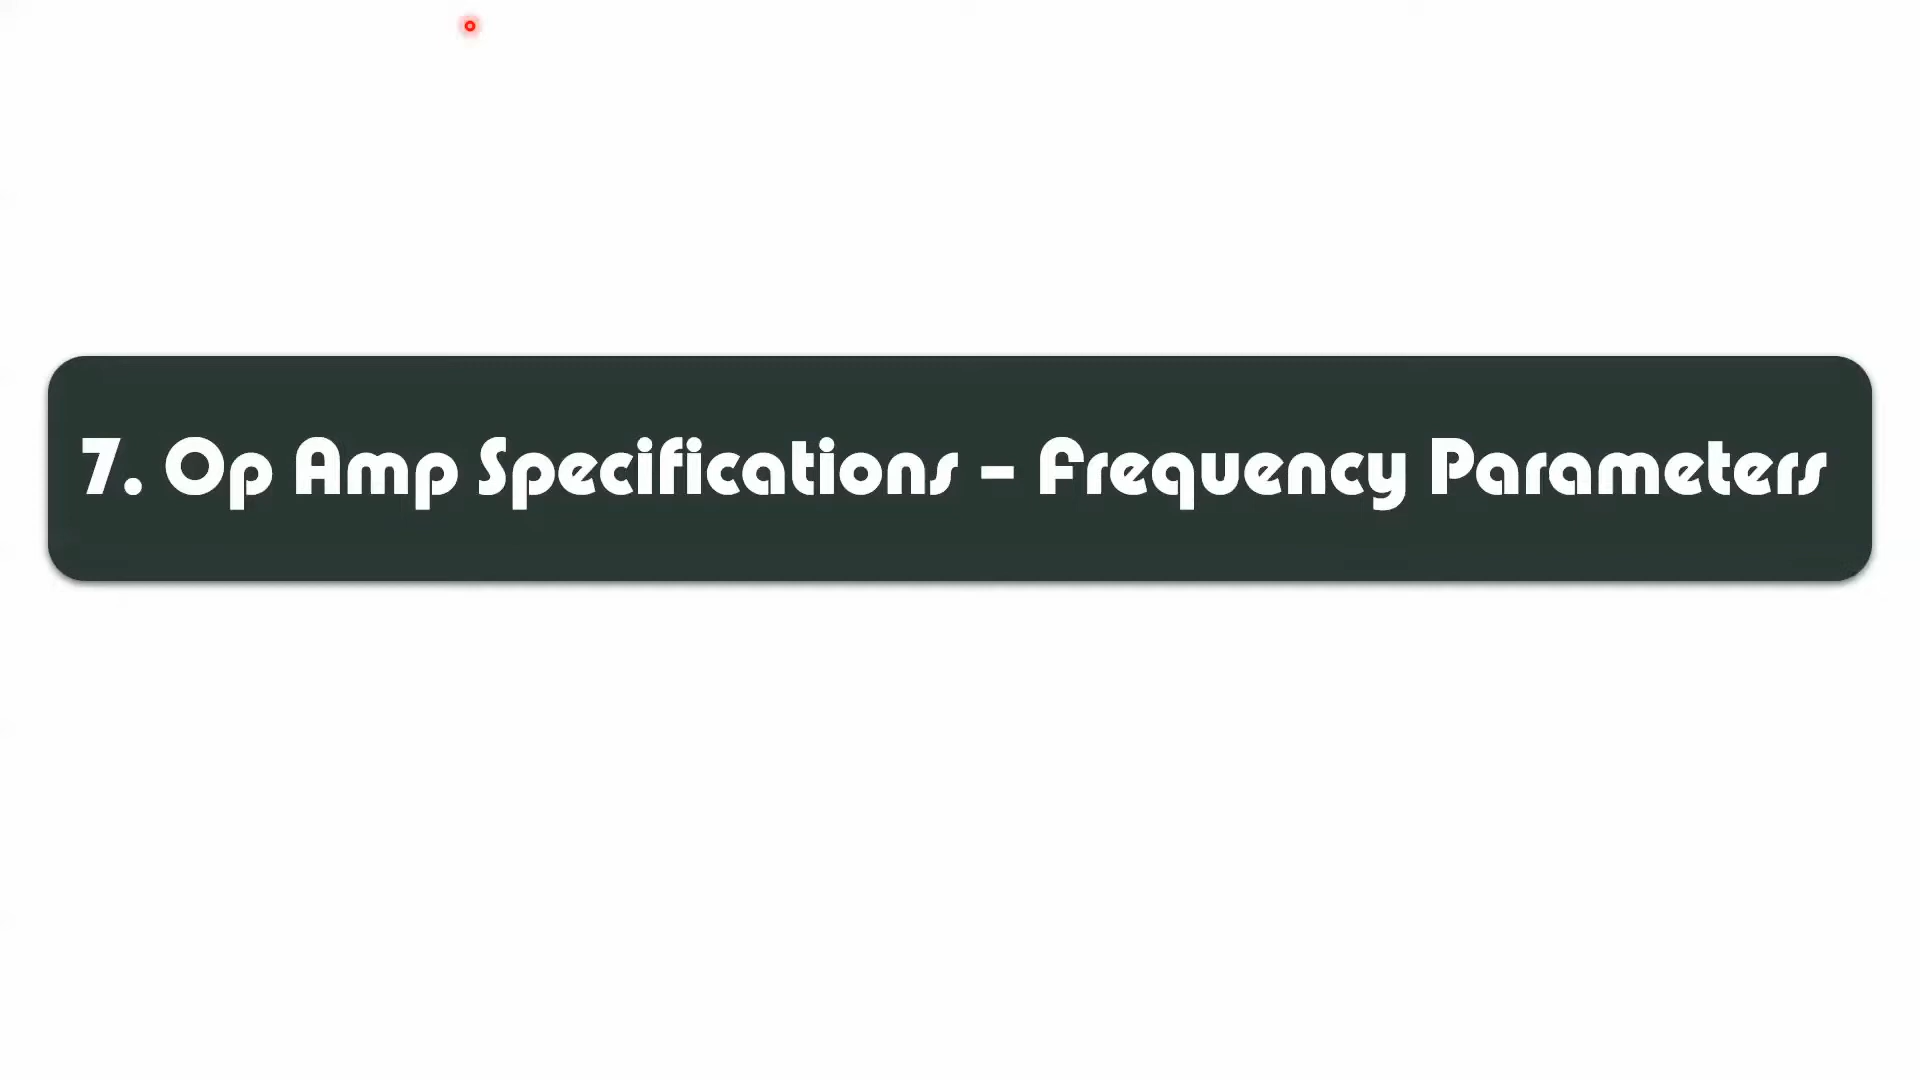 7. Op Amp Specifications – Frequency Parameters